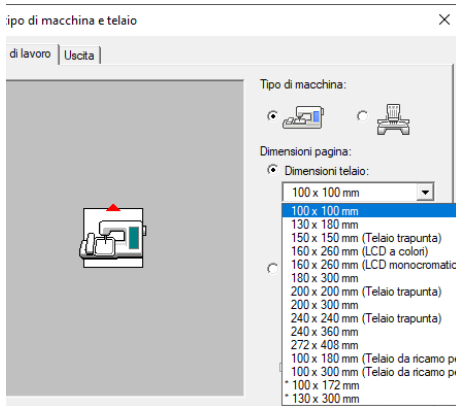 ipo di macchina e telaio
di lavoro
Uscita
Tipo di macchina:
Dimensioni pagina:
Dimensioni telaio:
100 x 100 mm
100 x 100 mm
130 x 180 mm
150 x 150 mm (Telaio trapunta)
160 x 260 mm (LCD a colori)
160 x 260 mm (LCD monocromatic
180 x 300 mm
200 x 200 mm (Telaio trapunta)
200 x 300 mm
240 x 240 mm (Telaio trapunta)
240 x 360 mm
272 x 408 mm
100 x 180 mm (Telaio da ricamo pe
100 x 300 mm (Telaio da ricamo pe
* 100 x 172 mm
* 130 x 300 mm